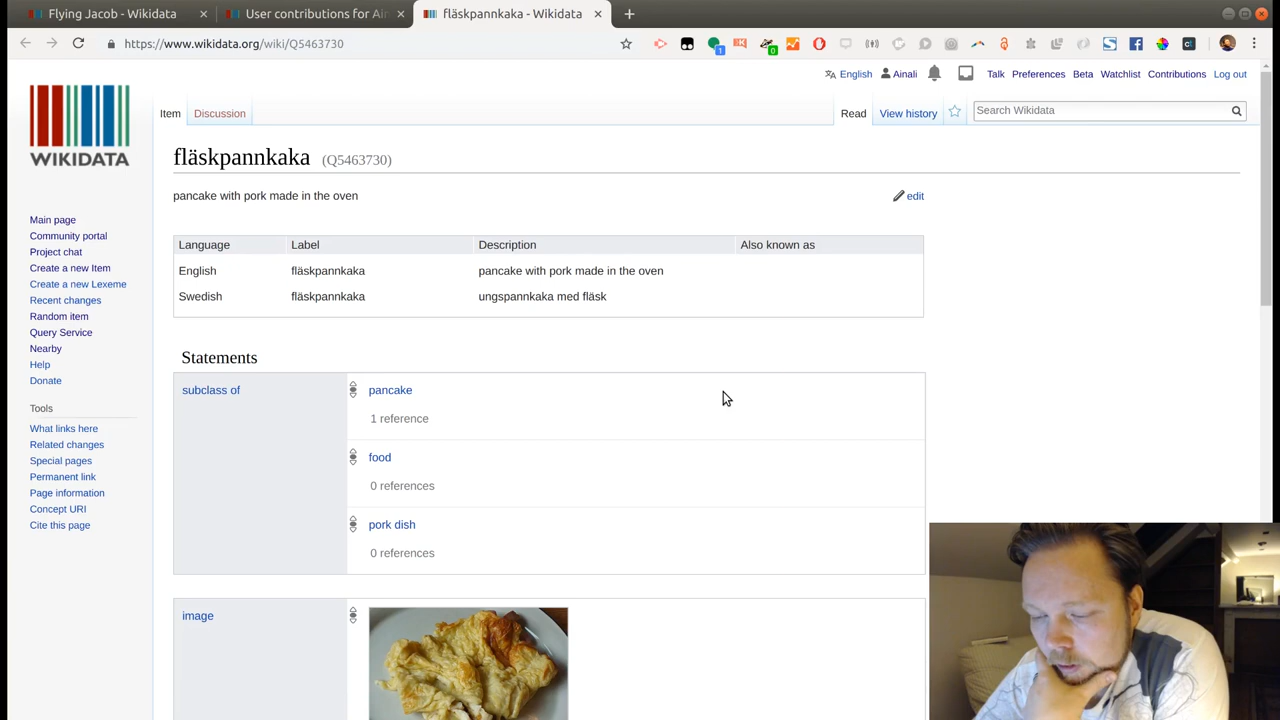 Flying Jacob - Wikidata
User contributions for Ain
fläskpannkaka - Wikidata
https://www.wikidata.org/wiki/Q5463730
1
0
English
Ainali
Talk
Preferences
Beta
Watchlist
Contributions
Log out
Item
Discussion
Read
View history
Search Wikidata
WIKIDATA
Main page
Community portal
Project chat
Create a new Item
Create a new Lexeme
Recent changes
Random item
Query Service
Nearby
Help
Donate
Tools
What links here
Related changes
Special pages
Permanent link
Page information
Concept URI
Cite this page
fläskpannkaka (Q5463730)
pancake with pork made in the oven
edit
Language Label Description Also known as
English fläskpannkaka pancake with pork made in the oven
Swedish fläskpannkaka ungspannkaka med fläsk
Statements
subclass of
pancake
1 reference
food
0 references
pork dish
0 references
image